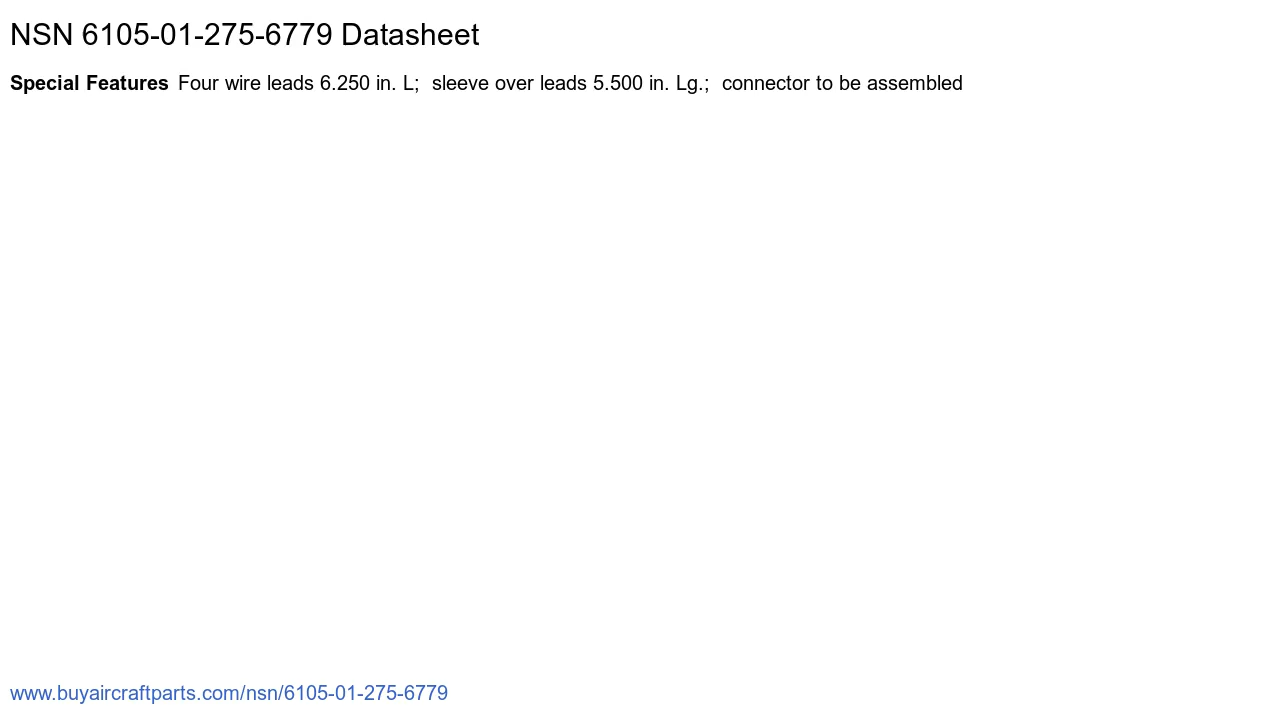 NSN 6105-01-275-6779 Datasheet
Special Features Four wire leads 6.250 in. L;  sleeve over leads 5.500 in. Lg.;  connector to be assembled
www.buyaircraftparts.com/nsn/6105-01-275-6779